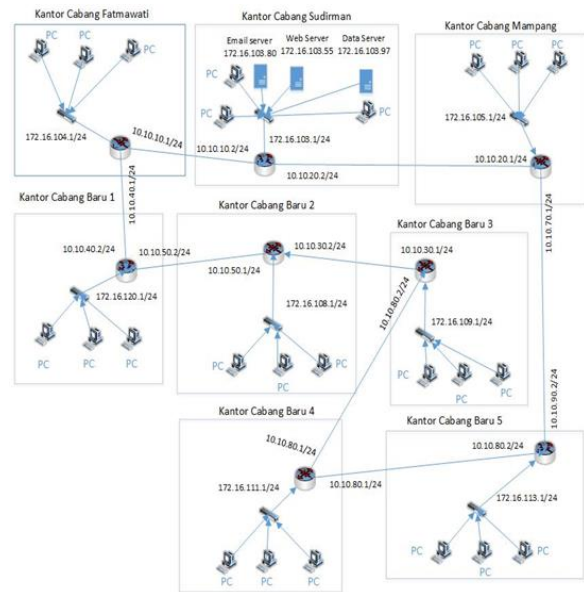 Kantor Cabang Fatmawati
PC
PC
PC
172.16.104.1/24
10.10.10.1/24
10.10.40.1/24
Kantor Cabang Sudirman
Email server
172.16.103.80
Web Server
172.16.103.55
Data Server
172.16.103.97
PC
PC
PC
172.16.103.1/24
10.10.10.2/24
10.10.20.2/24
Kantor Cabang Mampang
PC
PC
PC
172.16.105.1/24
10.10.20.1/24
10.10.70.1/24
Kantor Cabang Baru 1
10.10.40.2/24
10.10.50.2/24
172.16.120.1/24
PC
PC
PC
Kantor Cabang Baru 2
10.10.30.2/24
10.10.50.1/24
172.16.108.1/24
PC
PC
PC
Kantor Cabang Baru 3
10.10.30.1/24
10.10.80.2/24
172.16.109.1/24
PC
PC
PC
10.10.90.2/24
Kantor Cabang Baru 4
10.10.80.1/24
172.16.111.1/24
10.10.80.1/24
PC
PC
PC
Kantor Cabang Baru 5
10.10.80.2/24
172.16.113.1/24
PC
PC
PC